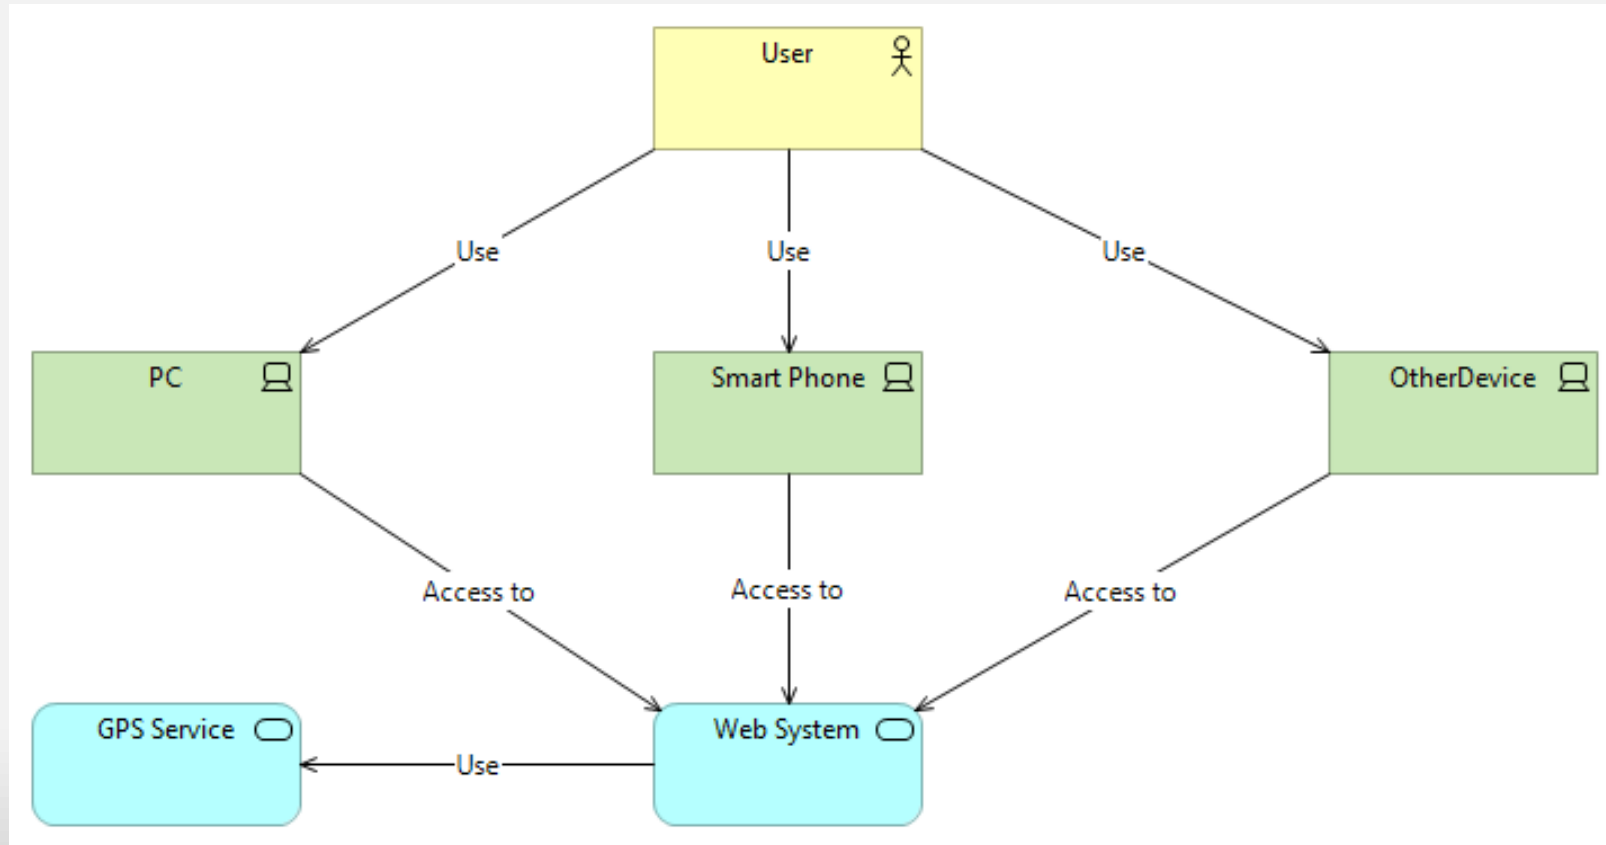 User
Use
Use
Use
PC
Smart Phone
OtherDevice
Access to
Access to
Access to
GPS Service
Web System
Use